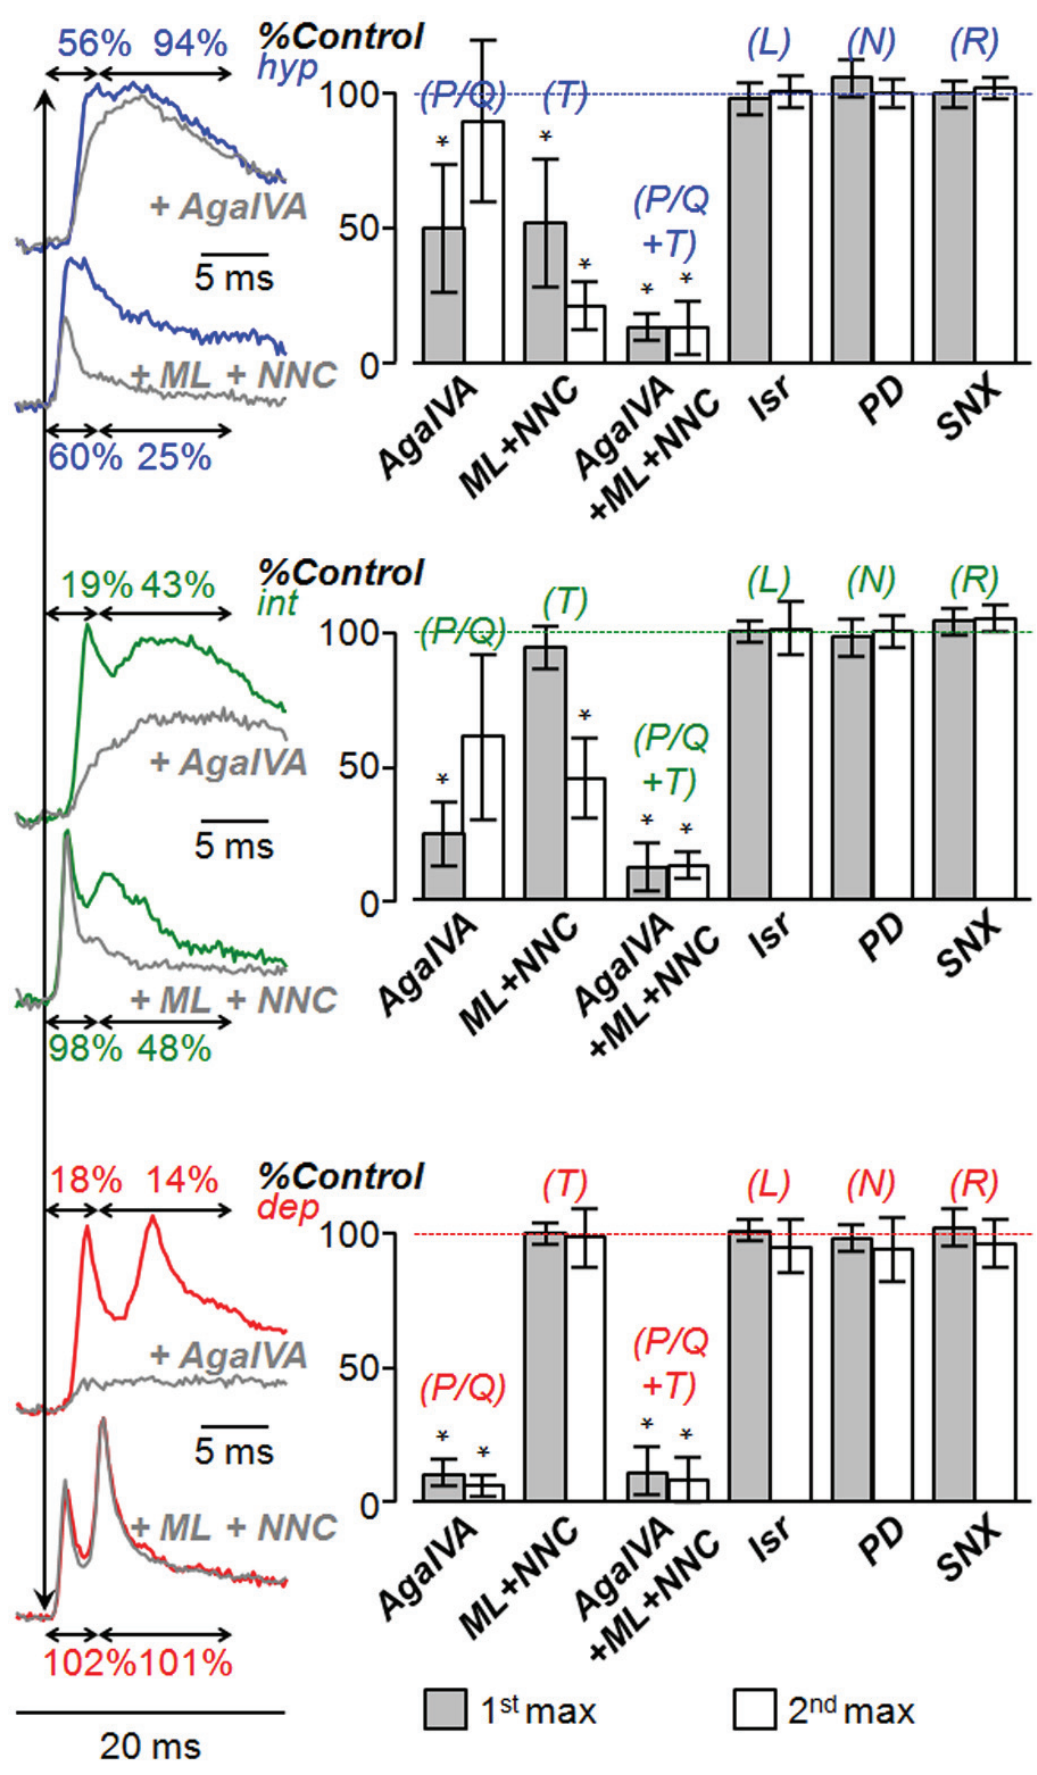 56% 94% %Control
hyp
(L) (N) (R)
100
(P/Q) (T)
* *
+ AgaIVA
(P/Q
+T)
50
5 ms
* * *
+ ML + NNC
0
60% 25%
AgaIVA ML+NNC AgaIVA
+ML+NNC Isr PD SNX
19% 43% %Control
int
(T) (L) (N) (R)
100
(P/Q)
*
+ AgaIVA
(P/Q
+T)
50
*
5 ms
* *
0
+ ML + NNC
98% 48%
AgaIVA ML+NNC AgaIVA
+ML+NNC Isr PD SNX
18% 14% %Control
dep
(T) (L) (N) (R)
100
+ AgaIVA
(P/Q
+T)
50
(P/Q)
5 ms
* * * *
0
+ ML + NNC
102% 101%
AgaIVA ML+NNC AgaIVA
+ML+NNC Isr PD SNX
20 ms
1st max 2nd max